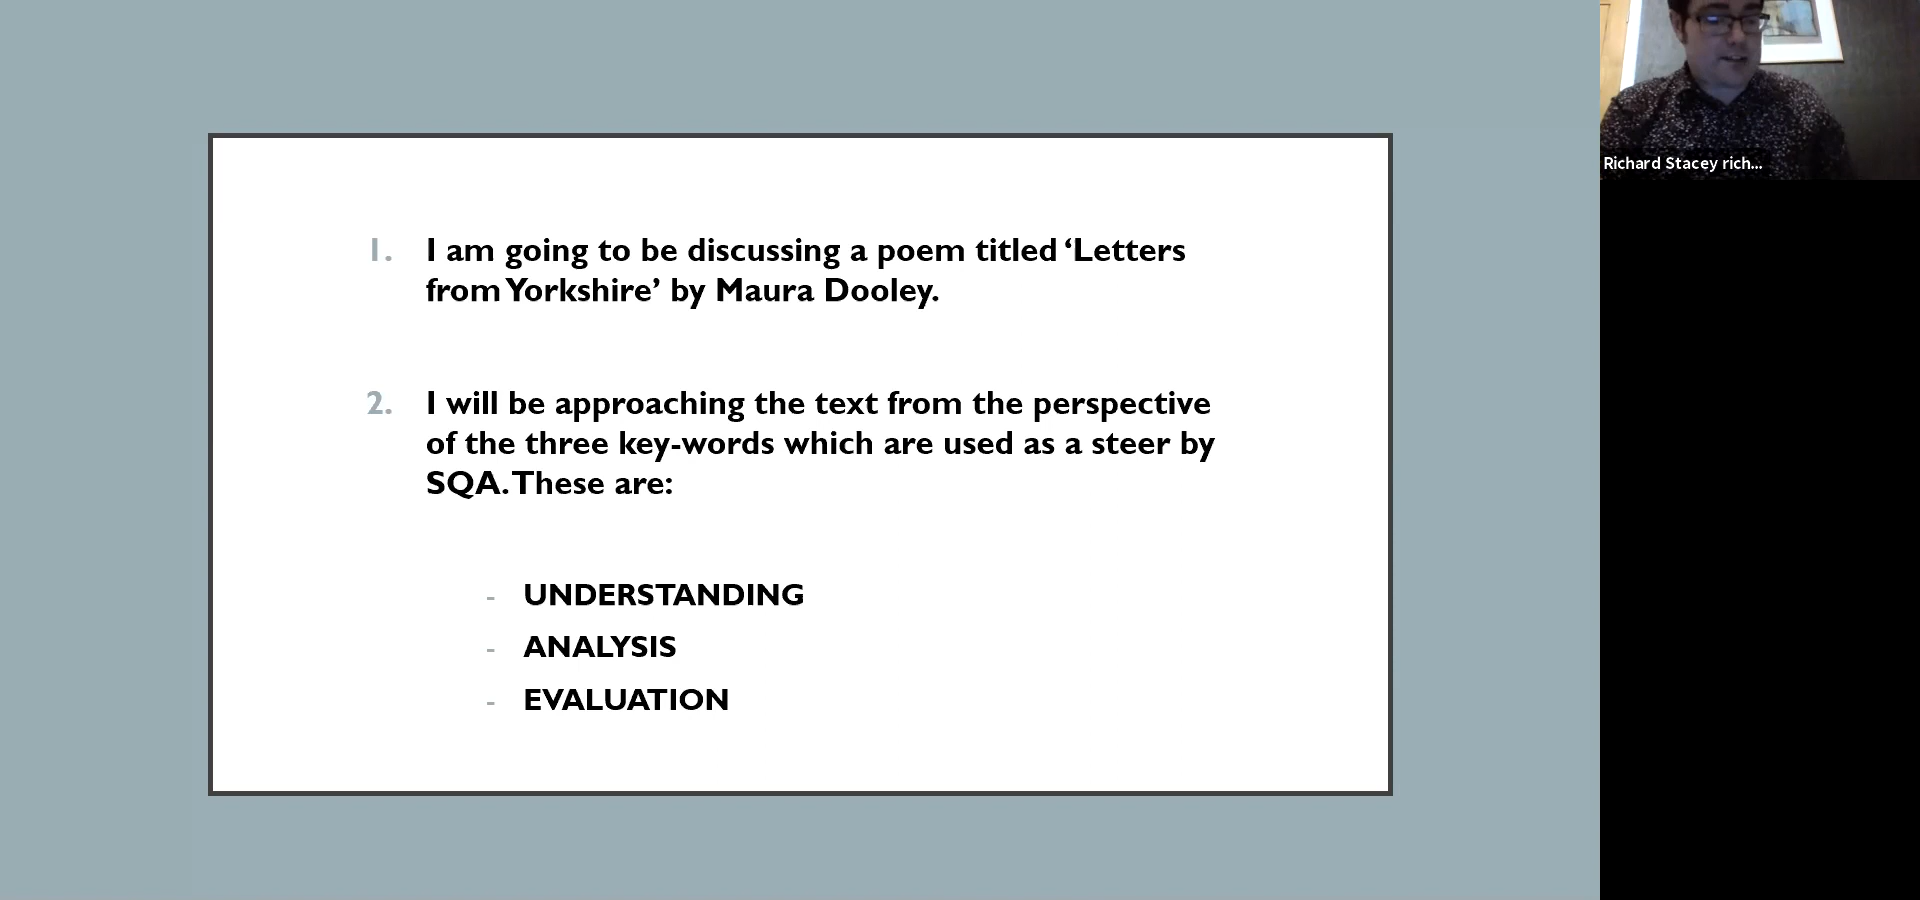 1. I am going to be discussing a poem titled ‘Letters
from Yorkshire’ by Maura Dooley.
2. I will be approaching the text from the perspective
of the three key-words which are used as a steer by
SQA. These are:
- UNDERSTANDING
- ANALYSIS
- EVALUATION
Richard Stacey rich...